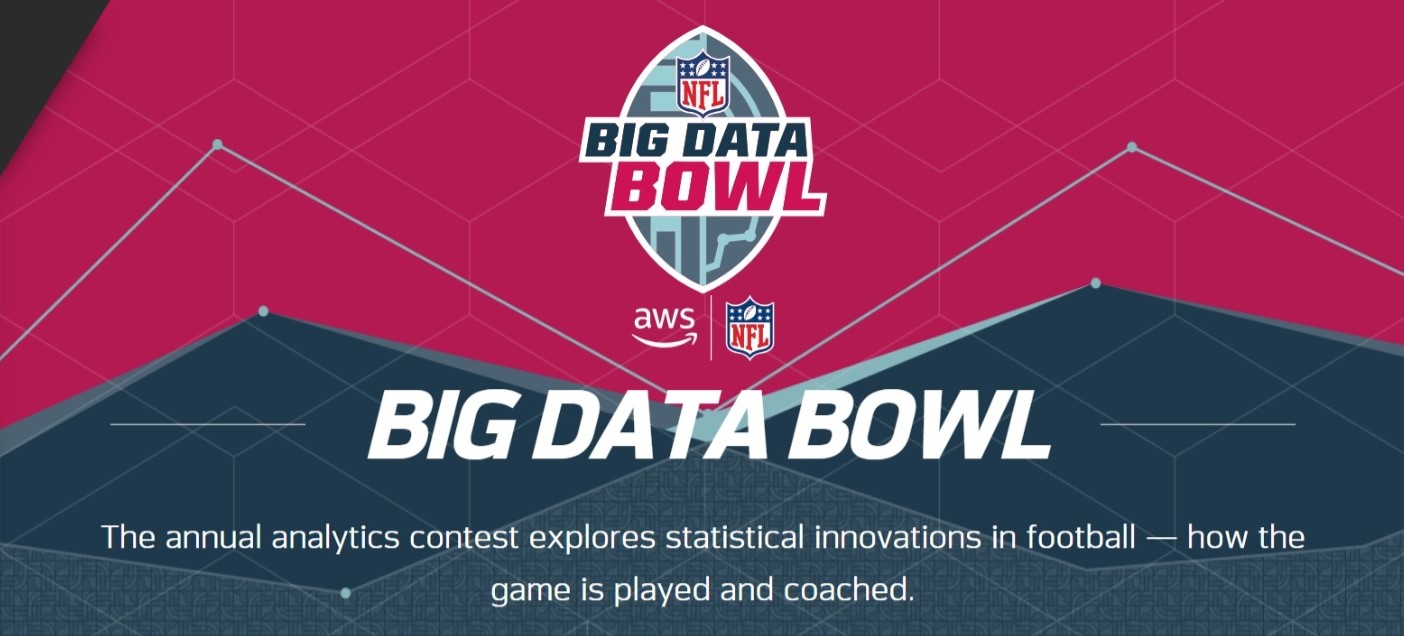 NFL
BIG DATA
BOWL
aws NFL
BIG DATA BOWL
The annual analytics contest explores statistical innovations in football — how the
game is played and coached.